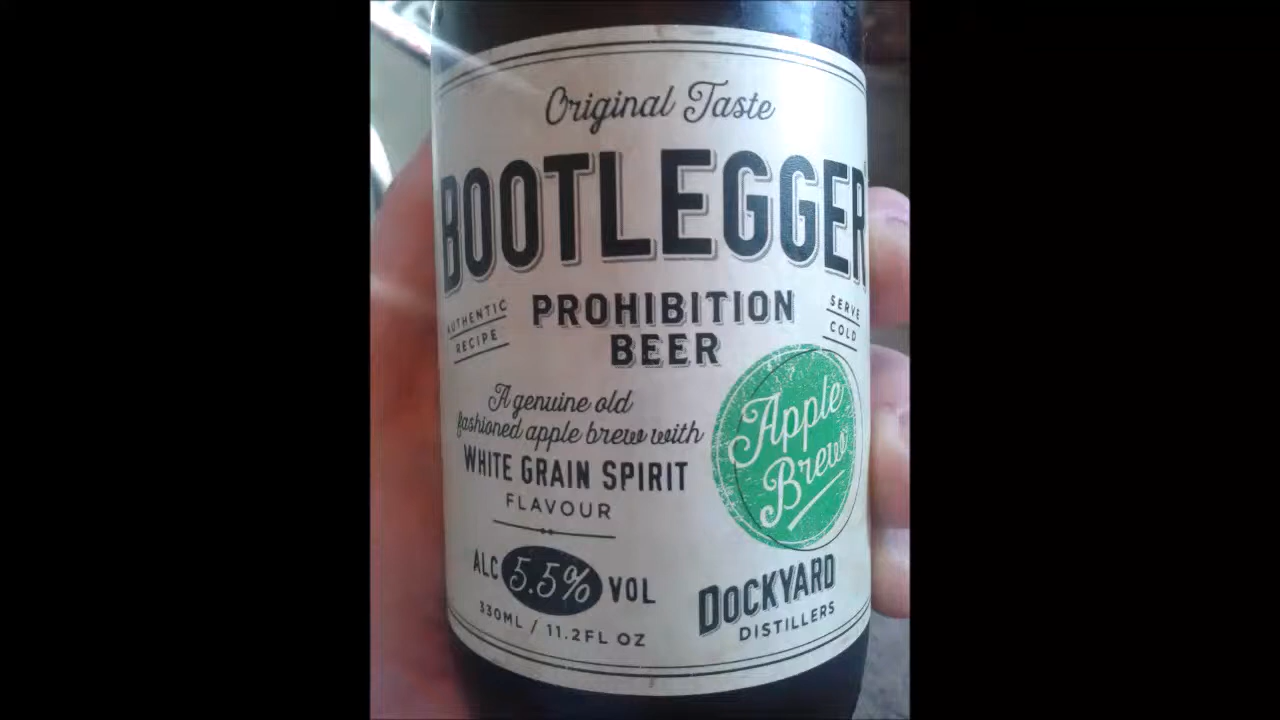 Original Taste
BOOTLEGGER
AUTHENTIC
RECIPE
PROHIBITION
BEER
SERVE
COLD
A genuine old
fashioned apple brew with
WHITE GRAIN SPIRIT
FLAVOUR
Apple
Brew
ALC 5.5% VOL
330ML / 11.2FL OZ
DOCKYARD
DISTILLERS